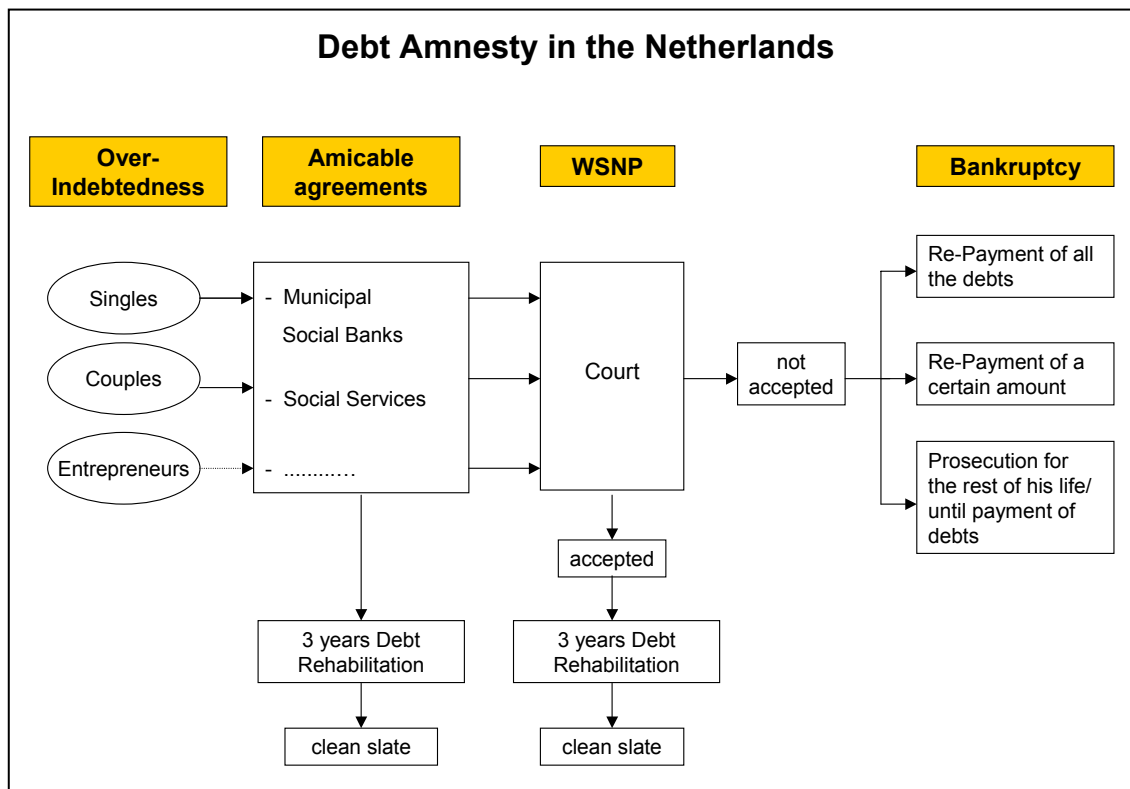 Debt Amnesty in the Netherlands
Over-
Indebtedness
Amicable
agreements
WSNP
Bankruptcy
Singles
Couples
Entrepreneurs
- Municipal
Social Banks
- Social Services
- ............
Court
not
accepted
Re-Payment of all
the debts
Re-Payment of a
certain amount
Prosecution for
the rest of his life/
until payment of
debts
accepted
3 years Debt
Rehabilitation
3 years Debt
Rehabilitation
clean slate
clean slate